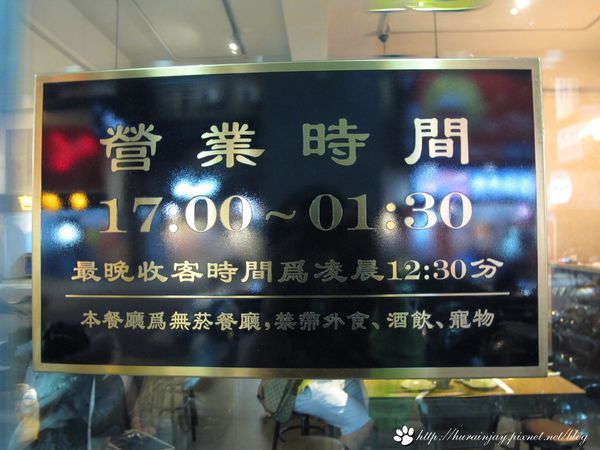 營業時間
17:00~01:30
最晚收客時間爲凌晨12:30分
本餐廳爲無菸餐廳,禁帶外食、酒飲、寵物
http://hurainjay.pixnet.net/blog